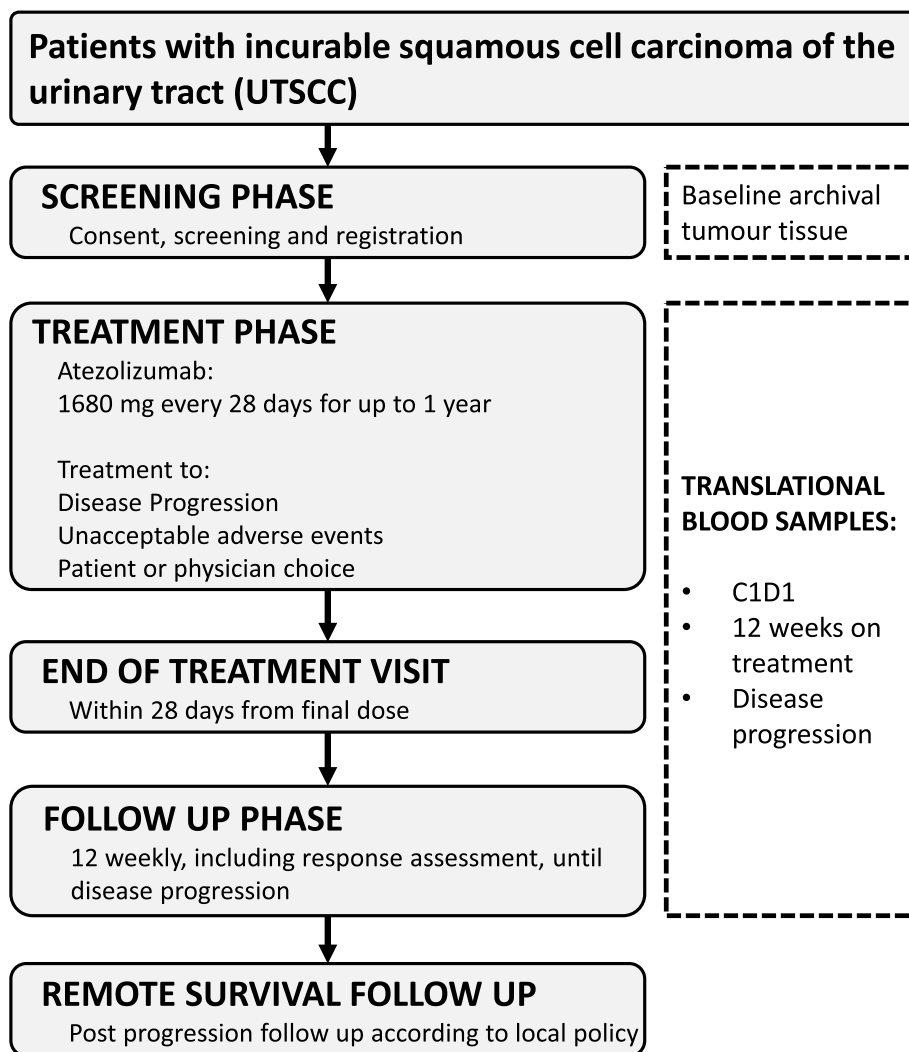 Patients with incurable squamous cell carcinoma of the
urinary tract (UTSCC)
SCREENING PHASE
Consent, screening and registration
Baseline archival
tumour tissue
TREATMENT PHASE
Atezolizumab:
1680 mg every 28 days for up to 1 year
Treatment to:
Disease Progression
Unacceptable adverse events
Patient or physician choice
TRANSLATIONAL
BLOOD SAMPLES:
• C1D1
• 12 weeks on
treatment
• Disease
progression
END OF TREATMENT VISIT
Within 28 days from final dose
FOLLOW UP PHASE
12 weekly, including response assessment, until
disease progression
REMOTE SURVIVAL FOLLOW UP
Post progression follow up according to local policy